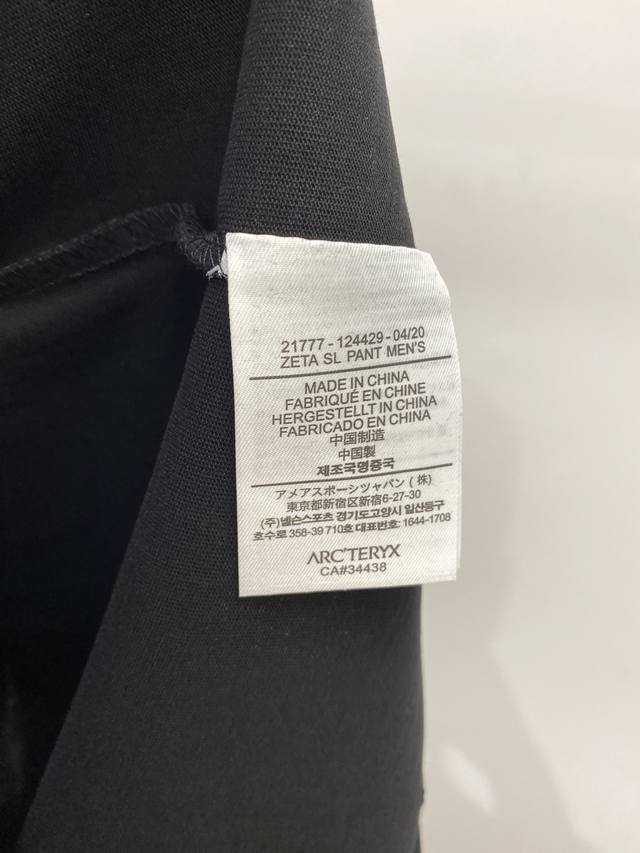 21777-124429-04/20
ZETA SL PANT MEN'S
MADE IN CHINA
FABRIQUÉ EN CHINE
HERGESTELLT IN CHINA
FABRICADO EN CHINA
中国制造
中国製
제조국명중국
アメアスポーシツャパン (株)
東京都新宿区新宿6-27-30
(주)넬슨스포츠 경기도고양시 일산동구
호수로 358-39 710호 대표번호: 1644-1708
ARC'TERYX
CA#34438